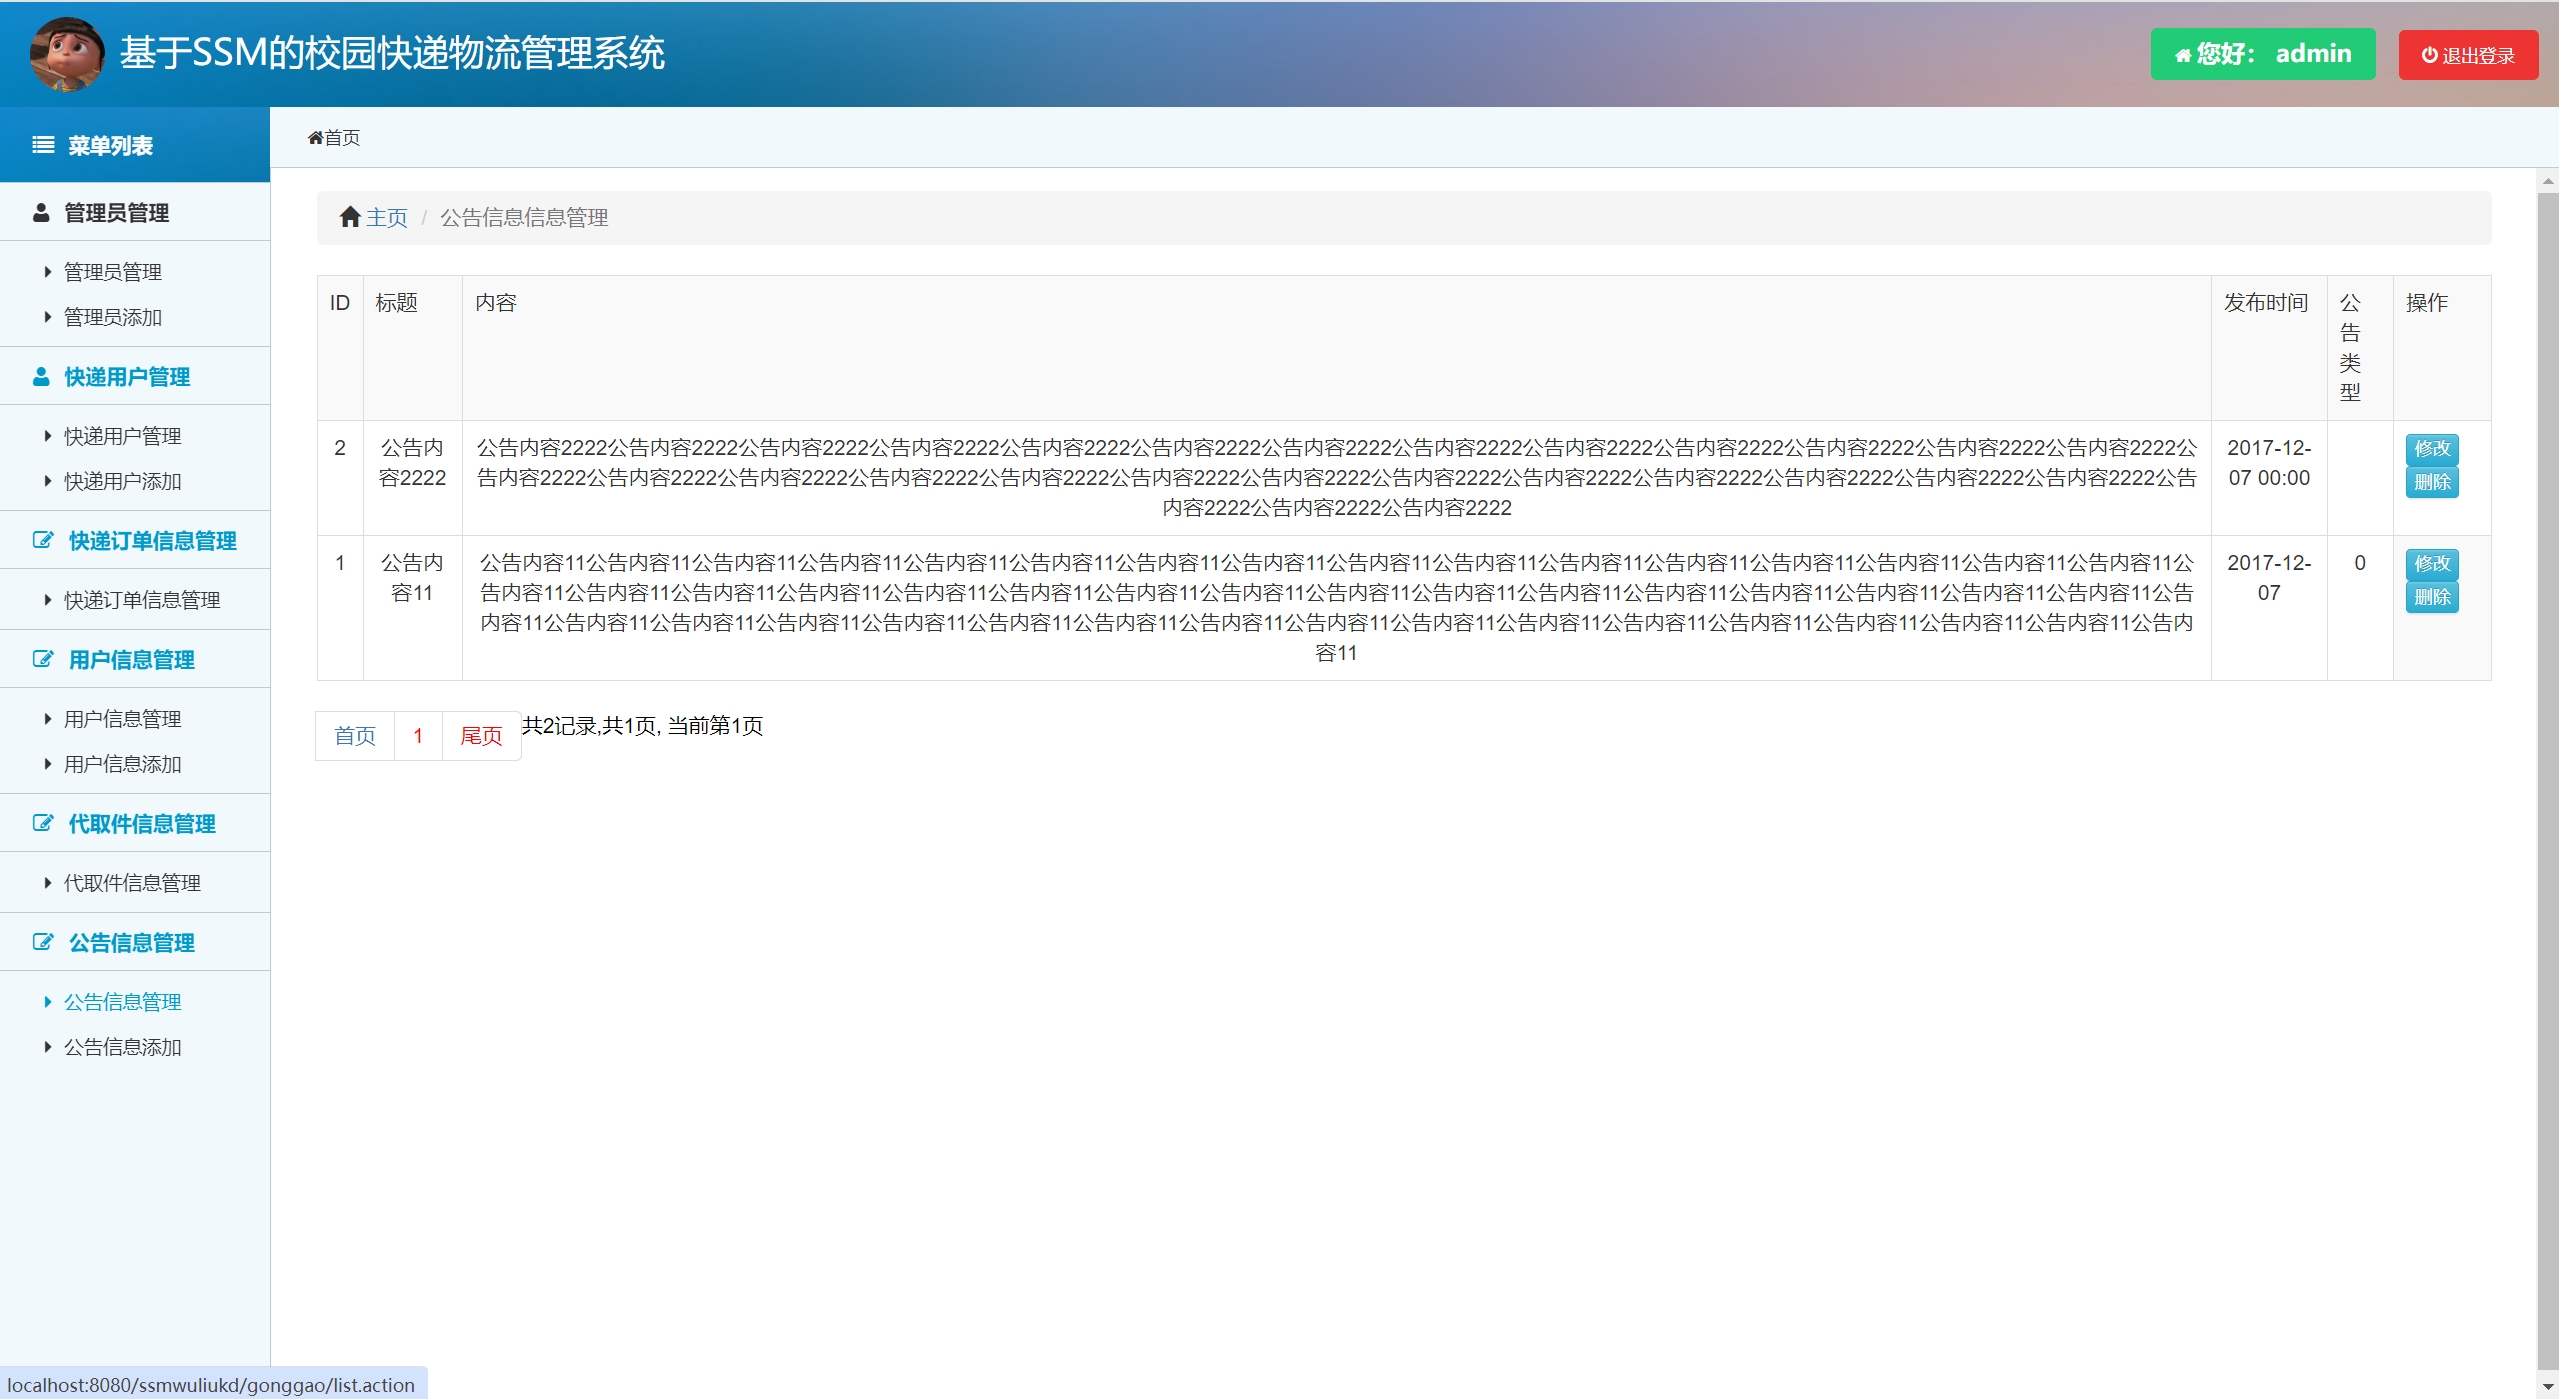 基于SSM的校园快递物流管理系统
您好： admin
退出登录
菜单列表
首页
管理员管理
管理员管理
管理员添加
快递用户管理
快递用户管理
快递用户添加
快递订单信息管理
快递订单信息管理
用户信息管理
用户信息管理
用户信息添加
代取件信息管理
代取件信息管理
公告信息管理
公告信息管理
公告信息添加
主页 / 公告信息信息管理
ID 标题 内容 发布时间 公
告
类
型 操作
2 公告内
容2222
公告内容2222公告内容2222公告内容2222公告内容2222公告内容2222公告内容2222公告内容2222公告内容2222公告内容2222公告内容2222公告内容2222公告内容2222公告内容2222公
告内容2222公告内容2222公告内容2222公告内容2222公告内容2222公告内容2222公告内容2222公告内容2222公告内容2222公告内容2222公告内容2222公告内容2222公告内容2222公告
内容2222公告内容2222公告内容2222
2017-12-
07 00:00
修改
删除
1 公告内
容11
公告内容11公告内容11公告内容11公告内容11公告内容11公告内容11公告内容11公告内容11公告内容11公告内容11公告内容11公告内容11公告内容11公告内容11公告内容11公告内容11公
告内容11公告内容11公告内容11公告内容11公告内容11公告内容11公告内容11公告内容11公告内容11公告内容11公告内容11公告内容11公告内容11公告内容11公告内容11公告内容11公告
内容11公告内容11公告内容11公告内容11公告内容11公告内容11公告内容11公告内容11公告内容11公告内容11公告内容11公告内容11公告内容11公告内容11公告内容11公告内容11公告内
容11
2017-12-
07
0
修改
删除
首页 1 尾页 共2记录,共1页, 当前第1页
localhost:8080/ssmwuliukd/gonggao/list.action